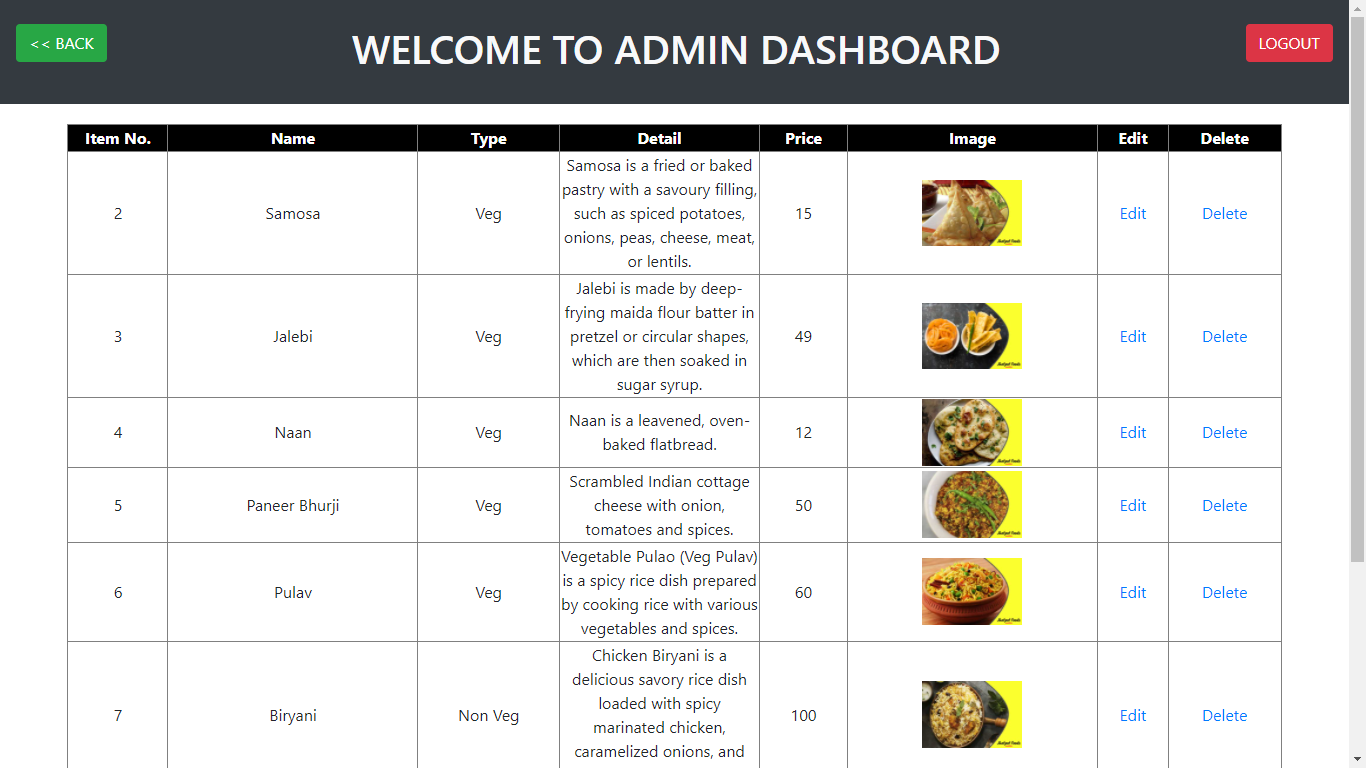 << BACK
WELCOME TO ADMIN DASHBOARD
LOGOUT
Item No. Name Type Detail Price Image Edit Delete
2 Samosa Veg Samosa is a fried or baked
pastry with a savoury filling,
such as spiced potatoes,
onions, peas, cheese, meat,
or lentils. 15 Edit Delete
3 Jalebi Veg Jalebi is made by deep-
frying maida flour batter in
pretzel or circular shapes,
which are then soaked in
sugar syrup. 49 Edit Delete
4 Naan Veg Naan is a leavened, oven-
baked flatbread. 12 Edit Delete
5 Paneer Bhurji Veg Scrambled Indian cottage
cheese with onion,
tomatoes and spices. 50 Edit Delete
6 Pulav Veg Vegetable Pulao (Veg Pulav)
is a spicy rice dish prepared
by cooking rice with various
vegetables and spices. 60 Edit Delete
7 Biryani Non Veg Chicken Biryani is a
delicious savory rice dish
loaded with spicy
marinated chicken,
caramelized onions, and 100 Edit Delete